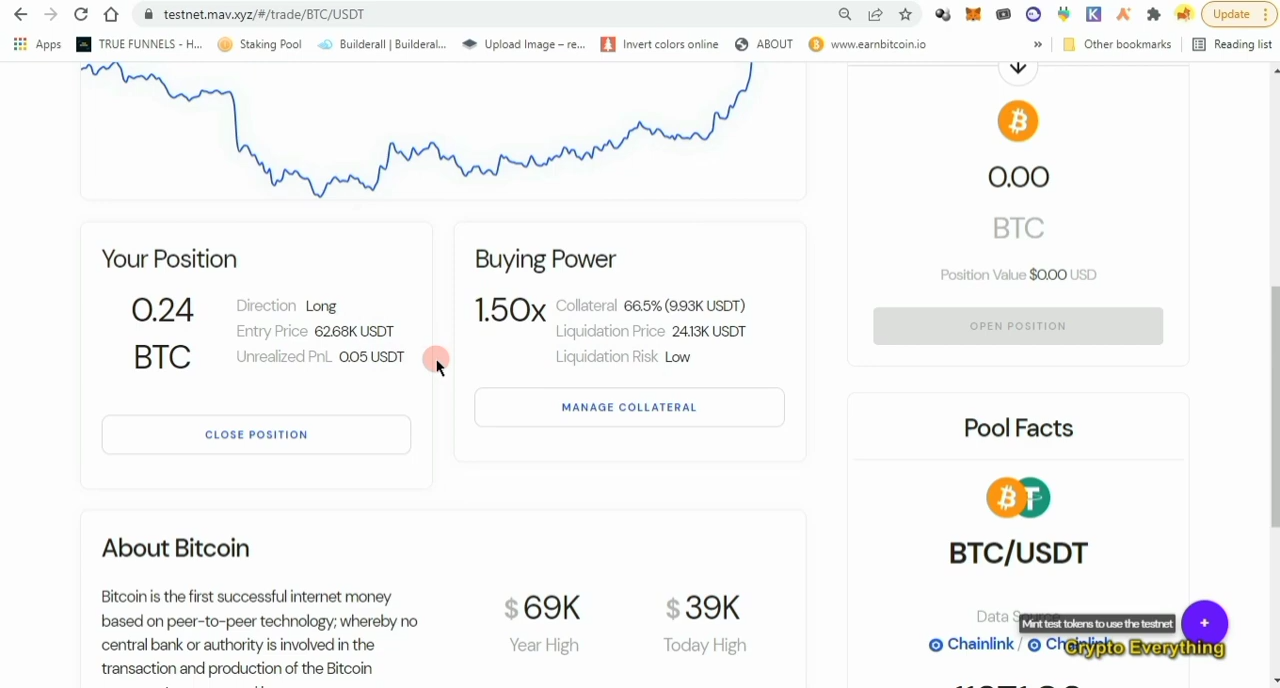 testnet.mav.xyz/#/trade/BTC/USDT
Update
Apps
TRUE FUNNELS - H...
Staking Pool
Builderall | Builderal...
Upload Image – re...
Invert colors online
ABOUT
www.earnbitcoin.io
»
Other bookmarks
Reading list
Your Position
0.24
BTC
Direction Long
Entry Price 62.68K USDT
Unrealized PnL 0.05 USDT
CLOSE POSITION
Buying Power
1.50x
Collateral 66.5% (9.93K USDT)
Liquidation Price 24.13K USDT
Liquidation Risk Low
MANAGE COLLATERAL
0.00
BTC
Position Value $0.00 USD
OPEN POSITION
Pool Facts
BTC/USDT
Data
Mint test tokens to use the testnet
Chainlink /
Crypto Everything
About Bitcoin
Bitcoin is the first successful internet money
based on peer-to-peer technology; whereby no
central bank or authority is involved in the
transaction and production of the Bitcoin
$ 69K
Year High
$ 39K
Today High